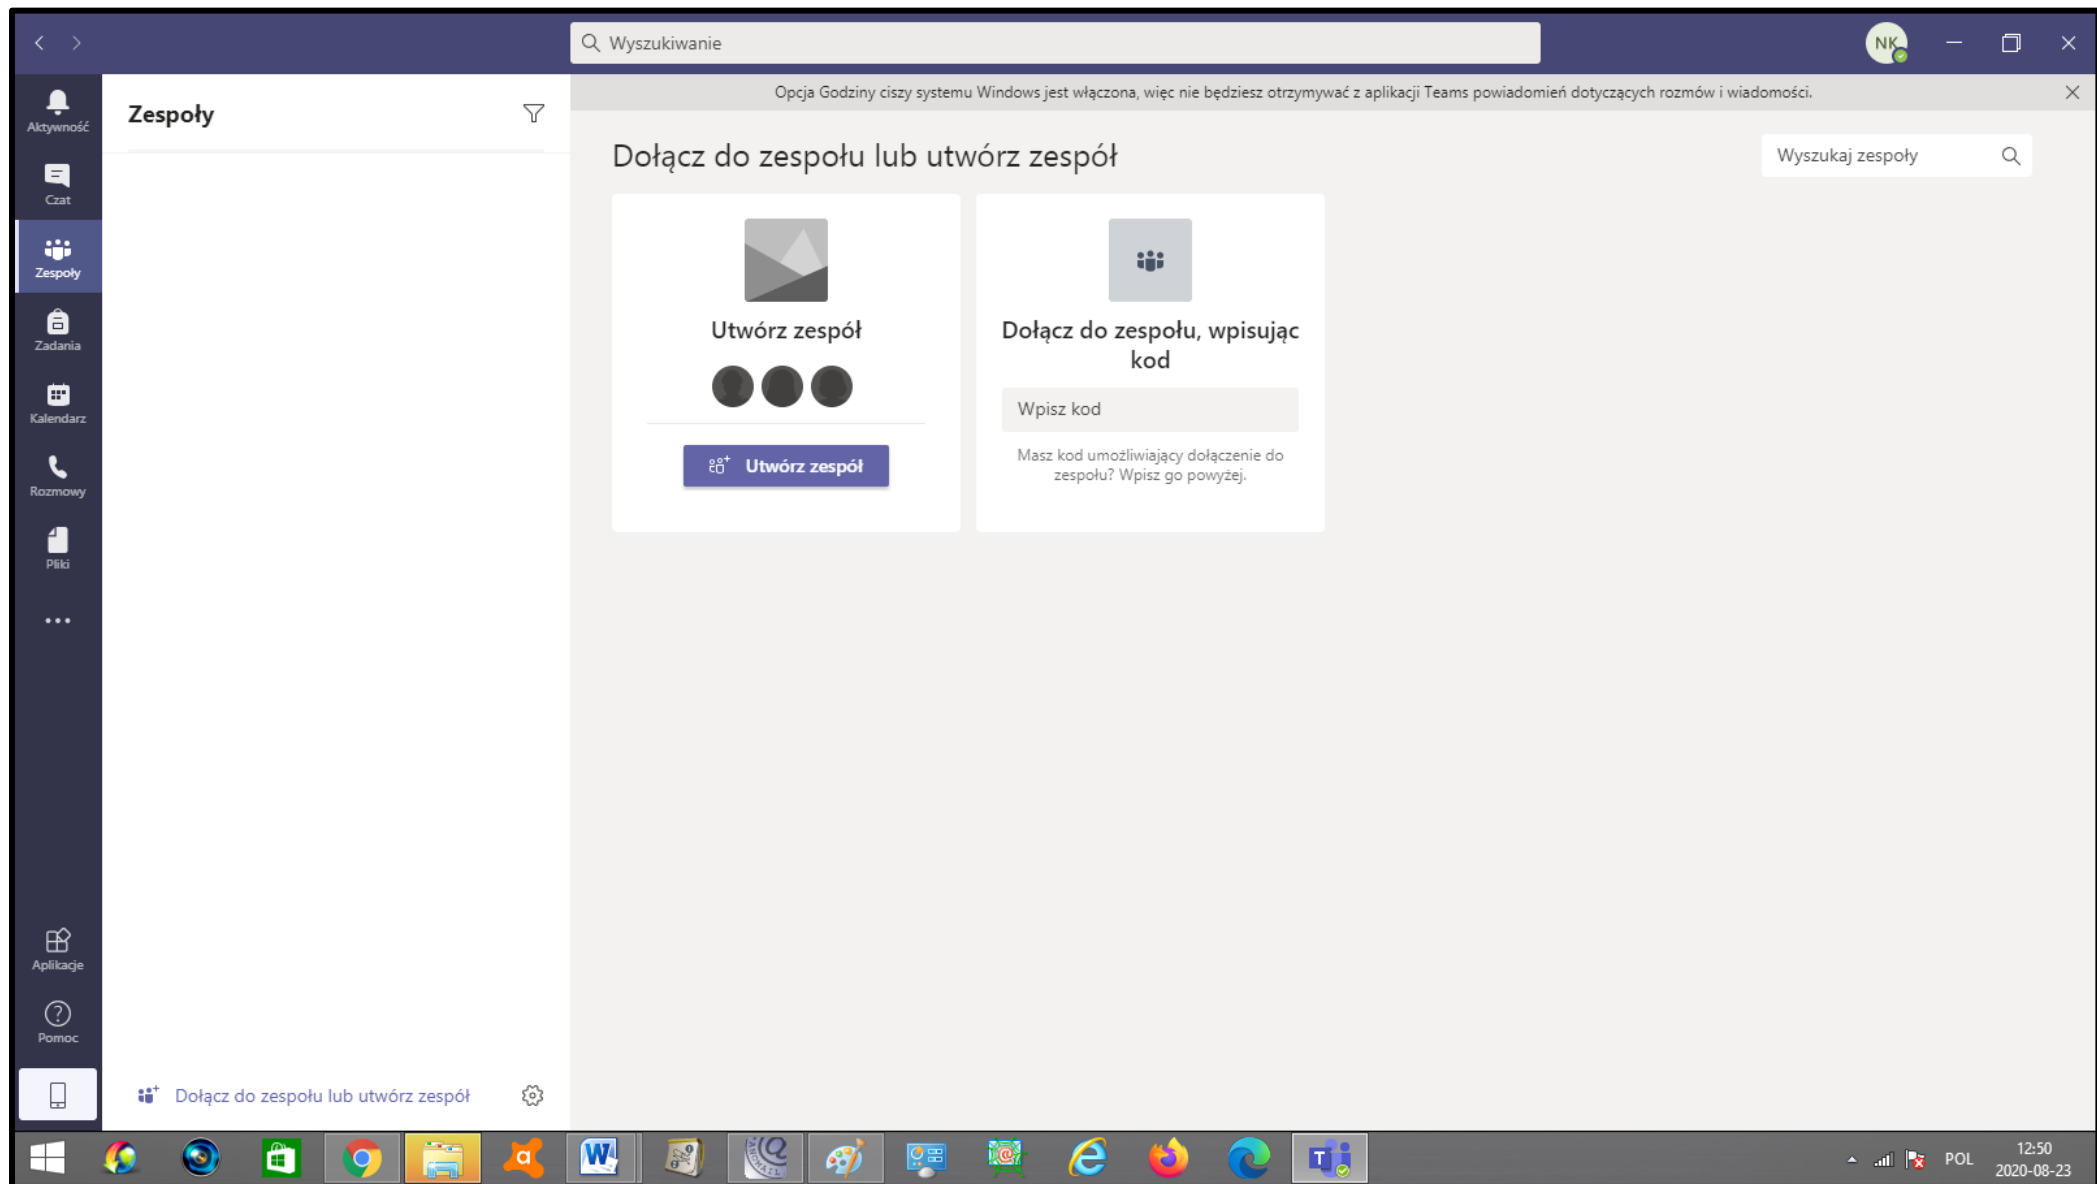 Wyszukiwanie
NK
Opcja Godziny ciszy systemu Windows jest włączona, więc nie będziesz otrzymywać z aplikacji Teams powiadomień dotyczących rozmów i wiadomości.
Aktywność
Czat
Zespoły
Zadania
Kalendarz
Rozmowy
Pliki
Aplikacje
Pomoc
Zespoły
Dołącz do zespołu lub utwórz zespół
Dołącz do zespołu lub utwórz zespół
Wyszukaj zespoły
Utwórz zespół
Utwórz zespół
Dołącz do zespołu, wpisując
kod
Wpisz kod
Masz kod umożliwiający dołączenie do
zespołu? Wpisz go powyżej.
POL
12:50
2020-08-23